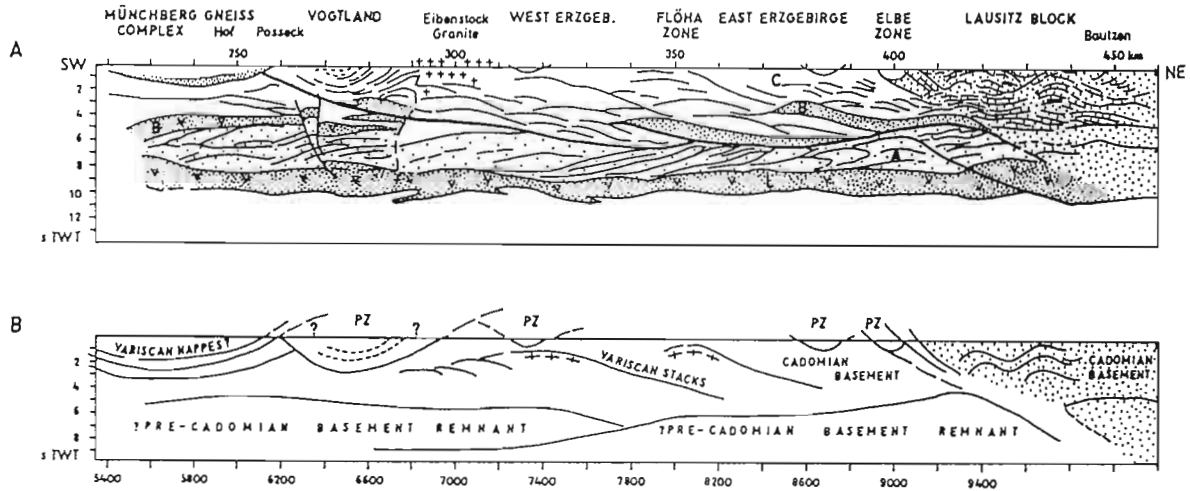 MÜNCHBERG GNEISS VOGTLAND Eibenstock WEST ERZGEB. FLÖHA EAST ERZGEBIRGE ELBE LAUSITZ BLOCK
COMPLEX Hof Posseck Granite ZONE ZONE Bautzen
A 250 300 350 400 450 km
SW NE
2
4
6
8
10
12
s TWT
C
B
B
A
B
PZ PZ PZ PZ
? ?
VARISCAN NAPPES?
VARISCAN STACKS
CADOMIAN
BASEMENT
CADOMIAN
BASEMENT
2
4
6
8
s TWT
?PRE-CADOMIAN BASEMENT REMNANT ?PRE-CADOMIAN BASEMENT REMNANT
5400 5800 6200 6600 7000 7400 7800 8200 8600 9000 9400